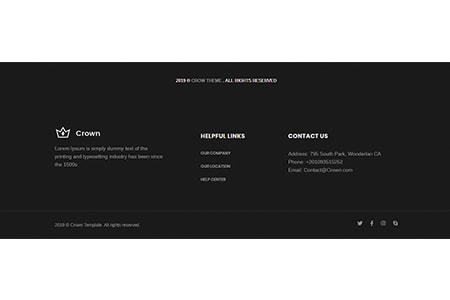 2019 © CROW THEME . ALL RIGHTS RESERVED
Crown
Lorem Ipsum is simply dummy text of the
printing and typesetting industry has been since
the 1500s
HELPFUL LINKS
OUR COMPANY
OUR LOCATION
HELP CENTER
CONTACT US
Address: 795 South Park, Wonderlan CA
Phone:
Email: Contact@Crown.com
2019 © Crown Template. All rights reserved.